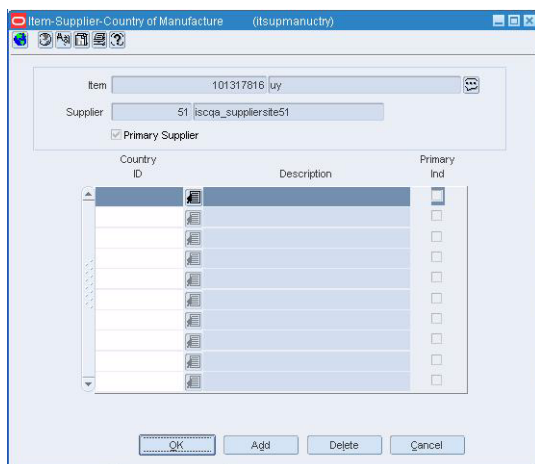 Item-Supplier-Country of Manufacture (itsupmanuctry)
Item 101317816 uy
Supplier 51 iscqa_suppliersite51
Primary Supplier
Country ID Description Primary Ind
OK Add Delete Cancel